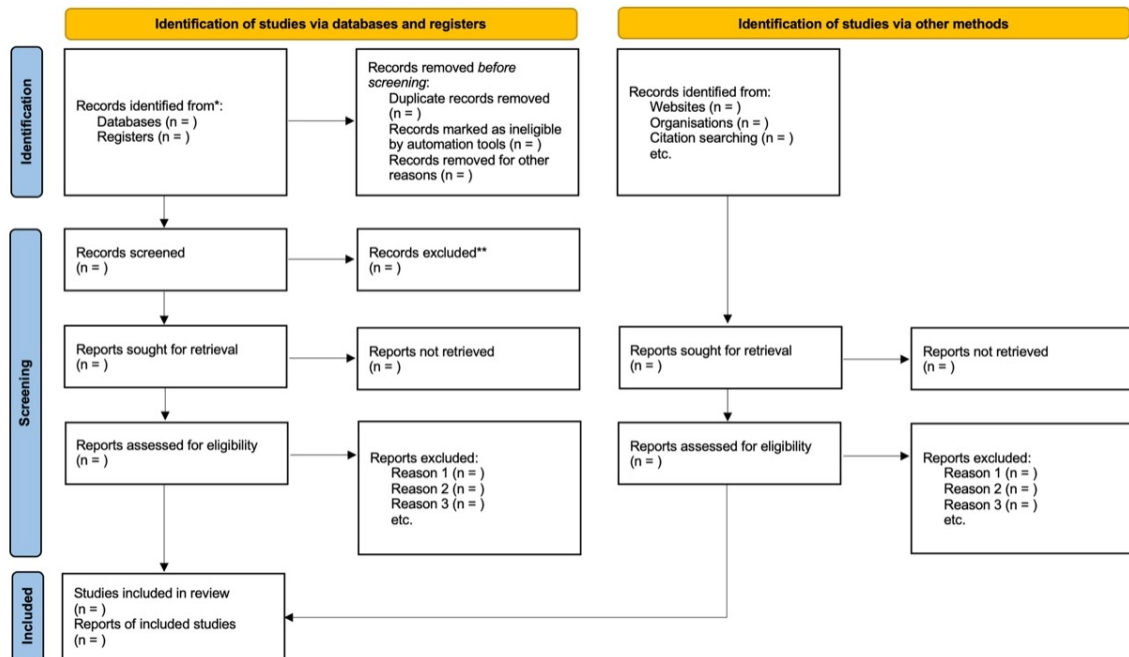 Identification of studies via databases and registers
Identification of studies via other methods
Identification
Records identified from*:
Databases (n = )
Registers (n = )
Records removed before
screening:
Duplicate records removed
(n = )
Records marked as ineligible
by automation tools (n = )
Records removed for other
reasons (n = )
Records identified from:
Websites (n = )
Organisations (n = )
Citation searching (n = )
etc.
Screening
Records screened
(n = )
Records excluded**
(n = )
Reports sought for retrieval
(n = )
Reports not retrieved
(n = )
Reports sought for retrieval
(n = )
Reports not retrieved
(n = )
Reports assessed for eligibility
(n = )
Reports excluded:
Reason 1 (n = )
Reason 2 (n = )
Reason 3 (n = )
etc.
Reports assessed for eligibility
(n = )
Reports excluded:
Reason 1 (n = )
Reason 2 (n = )
Reason 3 (n = )
etc.
Included
Studies included in review
(n = )
Reports of included studies
(n = )